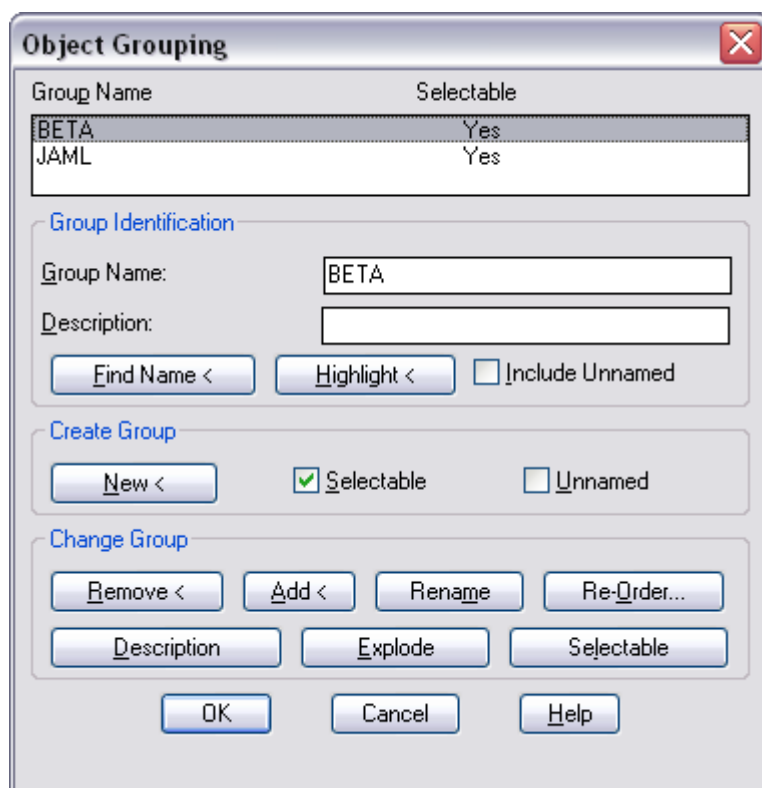 Object Grouping
Group Name Selectable
BETA Yes
JAML Yes
Group Identification
Group Name: BETA
Description:
Find Name < Highlight < Include Unnamed
Create Group
New < Selectable Unnamed
Change Group
Remove < Add < Rename Re-Order...
Description Explode Selectable
OK Cancel Help